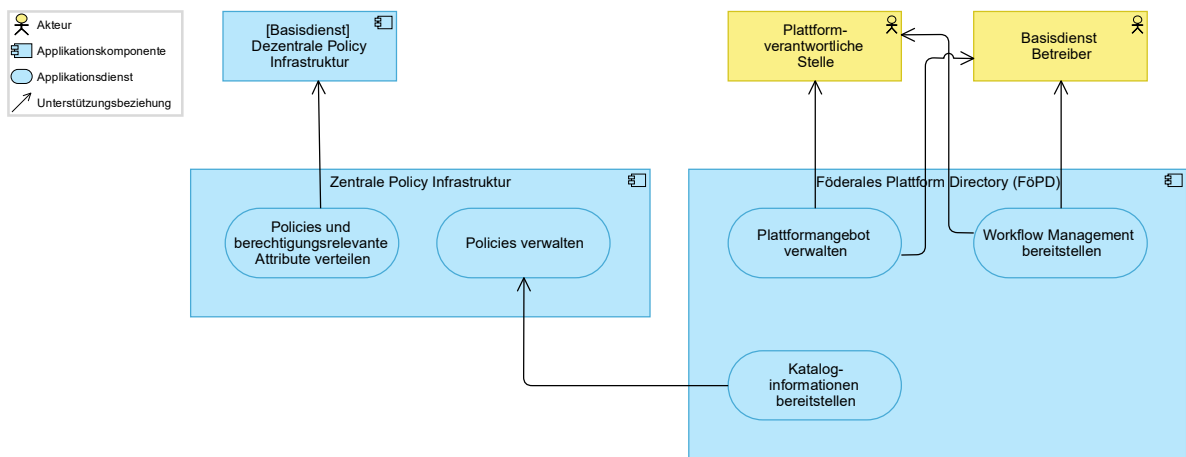 Akteur
Applikationskomponente
Applikationsdienst
Unterstützungsbeziehung
[Basisdienst]
Dezentrale Policy
Infrastruktur
Plattform-
verantwortliche
Stelle
Basisdienst
Betreiber
Zentrale Policy Infrastruktur
Policies und
berechtigungsrelevante
Attribute verteilen
Policies verwalten
Föderales Plattform Directory (FöPD)
Plattformangebot
verwalten
Workflow Management
bereitstellen
Katalog-
informationen
bereitstellen